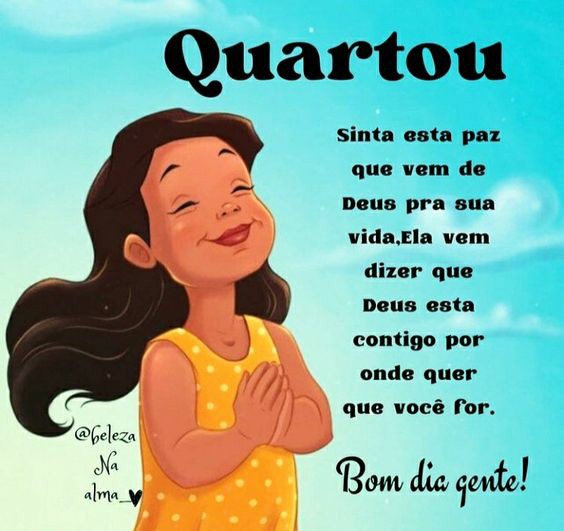 Quartou
Sinta esta paz
que vem de
Deus pra sua
vida,Ela vem
dizer que
Deus esta
contigo por
onde quer
que você for.
Bom dia gente!
@beleza
Na
alma_